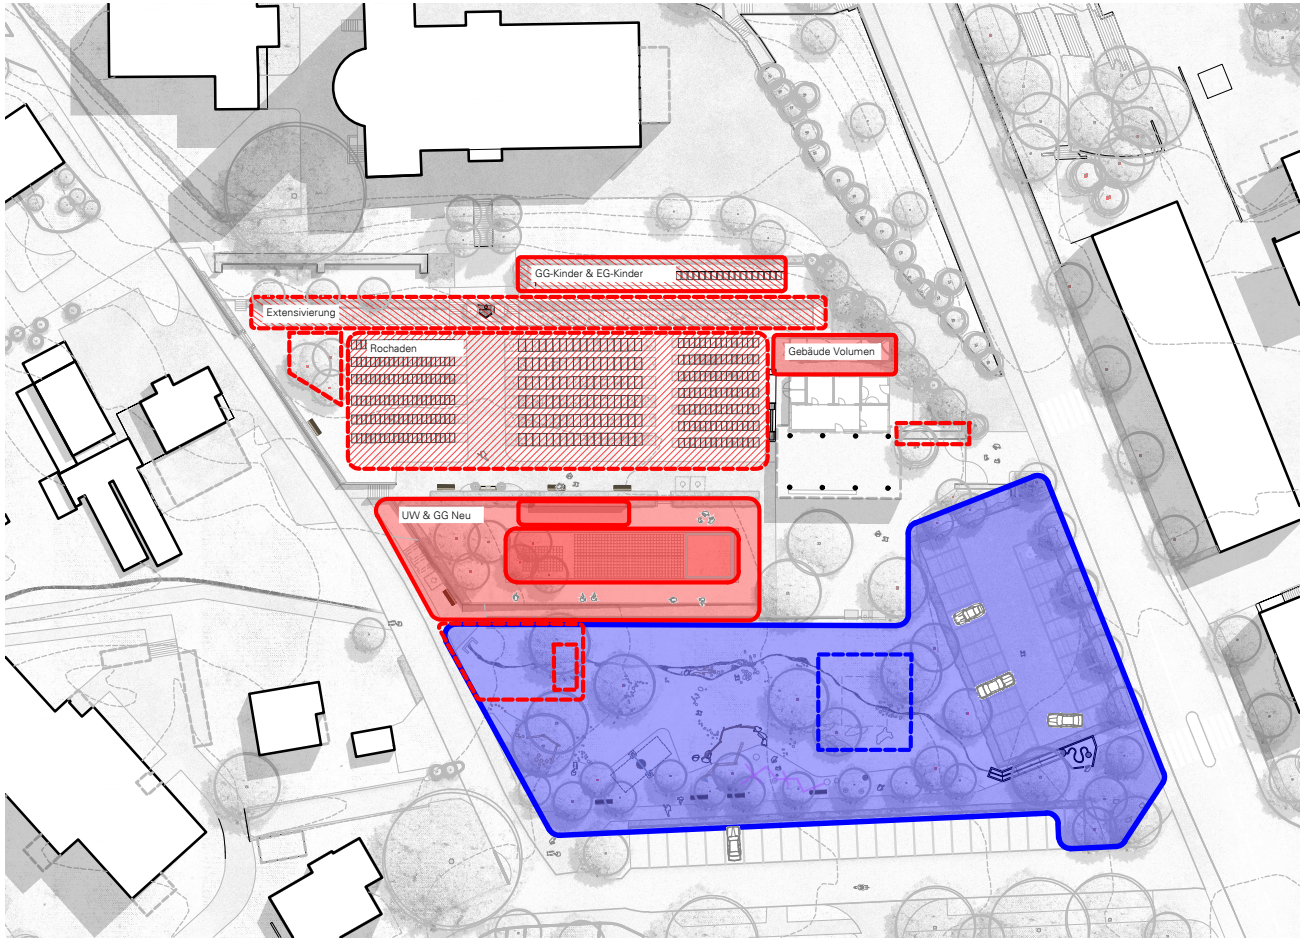 GG-Kinder & EG-Kinder
Extensivierung
Rochaden
Gebäude Volumen
UW & GG Neu